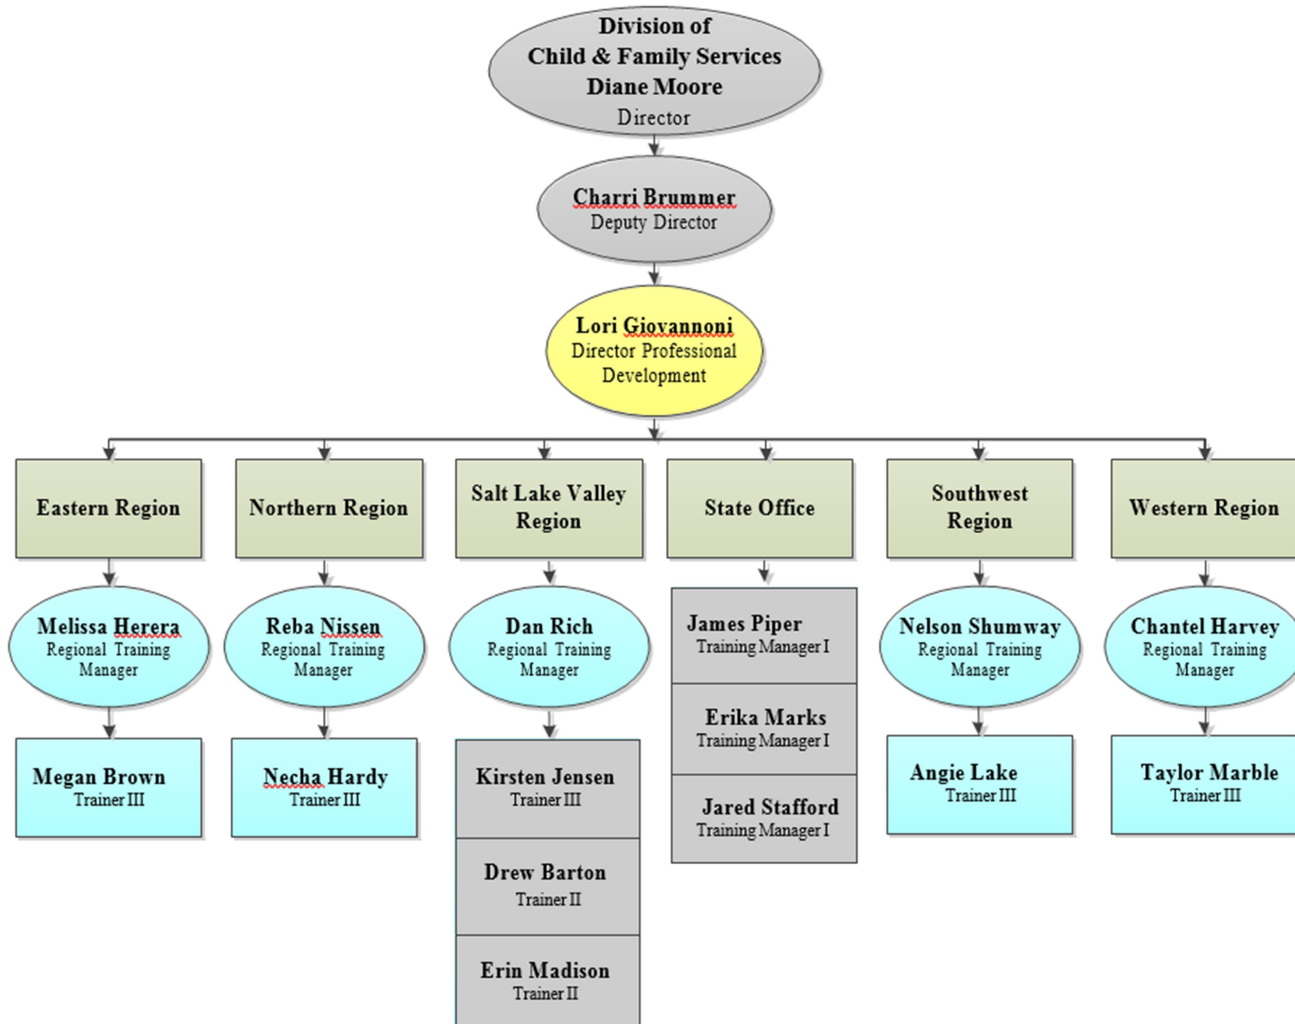 Division of
Child & Family Services
Diane Moore
Director
Charri Brummer
Deputy Director
Lori Giovannoni
Director Professional
Development
Eastern Region
Northern Region
Salt Lake Valley
Region
State Office
Southwest
Region
Western Region
Melissa Herera
Regional Training
Manager
Reba Nissen
Regional Training
Manager
Dan Rich
Regional Training
Manager
James Piper
Training Manager I
Erika Marks
Training Manager I
Jared Stafford
Training Manager I
Nelson Shumway
Regional Training
Manager
Chantel Harvey
Regional Training
Manager
Megan Brown
Trainer III
Necha Hardy
Trainer III
Kirsten Jensen
Trainer III
Drew Barton
Trainer II
Erin Madison
Trainer II
Angie Lake
Trainer III
Taylor Marble
Trainer III